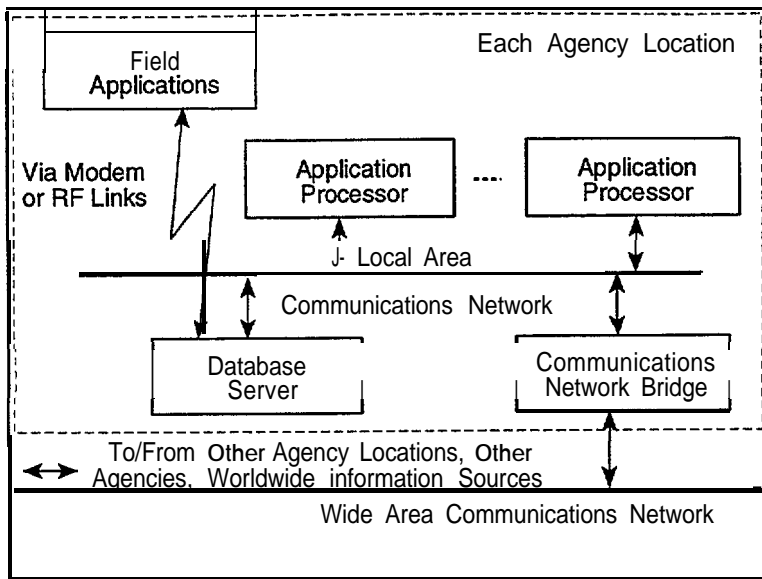 Each Agency Location
Field
Applications
Via Modem
or RF Links
Application
Processor
Application
Processor
J- Local Area
Communications Network
Database
Server
Communications
Network Bridge
To/From Other Agency Locations, Other
Agencies, Worldwide information Sources
Wide Area Communications Network